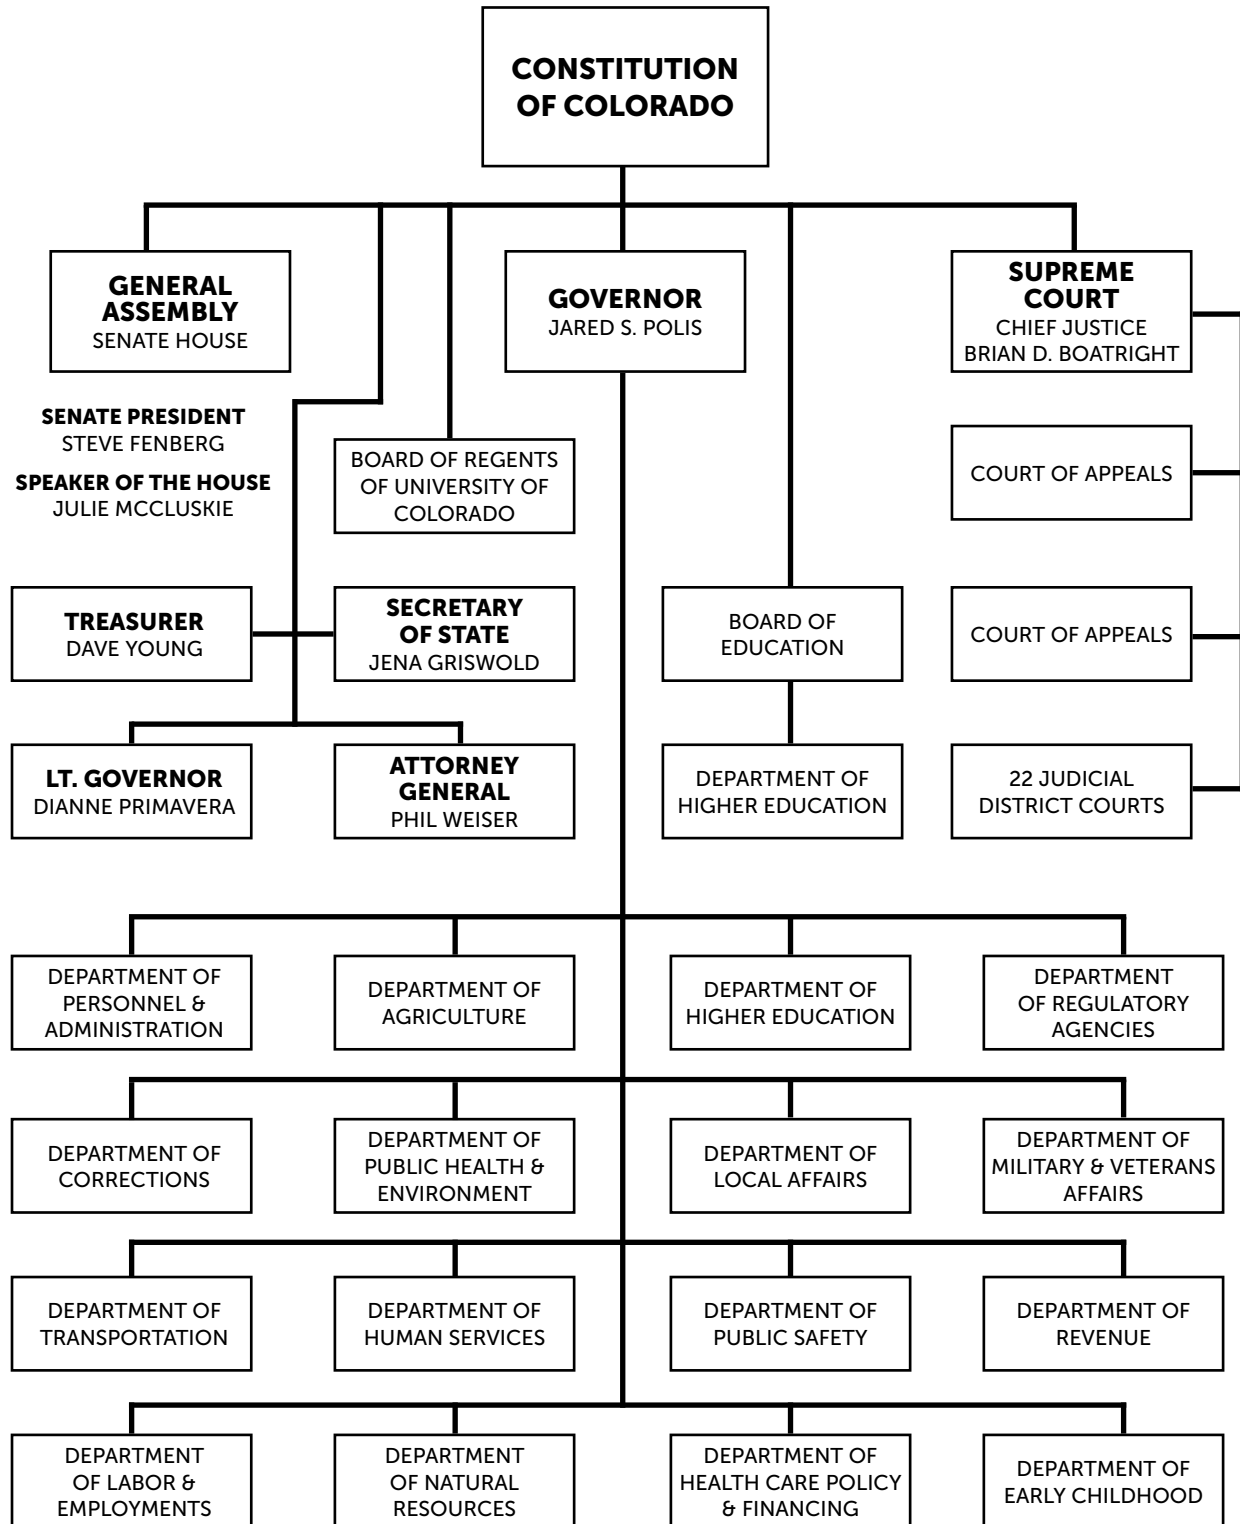 CONSTITUTION
OF COLORADO
GENERAL
ASSEMBLY
SENATE HOUSE
GOVERNOR
JARED S. POLIS
SUPREME
COURT
CHIEF JUSTICE
BRIAN D. BOATRIGHT
SENATE PRESIDENT
STEVE FENBERG
SPEAKER OF THE HOUSE
JULIE MCCLUSKIE
BOARD OF REGENTS
OF UNIVERSITY OF
COLORADO
COURT OF APPEALS
TREASURER
DAVE YOUNG
SECRETARY
OF STATE
JENA GRISWOLD
BOARD OF
EDUCATION
COURT OF APPEALS
LT. GOVERNOR
DIANNE PRIMAVERA
ATTORNEY
GENERAL
PHIL WEISER
DEPARTMENT OF
HIGHER EDUCATION
22 JUDICIAL
DISTRICT COURTS
DEPARTMENT OF
PERSONNEL &
ADMINISTRATION
DEPARTMENT OF
AGRICULTURE
DEPARTMENT OF
HIGHER EDUCATION
DEPARTMENT
OF REGULATORY
AGENCIES
DEPARTMENT OF
CORRECTIONS
DEPARTMENT OF
PUBLIC HEALTH &
ENVIRONMENT
DEPARTMENT OF
LOCAL AFFAIRS
DEPARTMENT OF
MILITARY & VETERANS
AFFAIRS
DEPARTMENT OF
TRANSPORTATION
DEPARTMENT OF
HUMAN SERVICES
DEPARTMENT OF
PUBLIC SAFETY
DEPARTMENT OF
REVENUE
DEPARTMENT
OF LABOR &
EMPLOYMENTS
DEPARTMENT
OF NATURAL
RESOURCES
DEPARTMENT OF
HEALTH CARE POLICY
& FINANCING
DEPARTMENT OF
EARLY CHILDHOOD